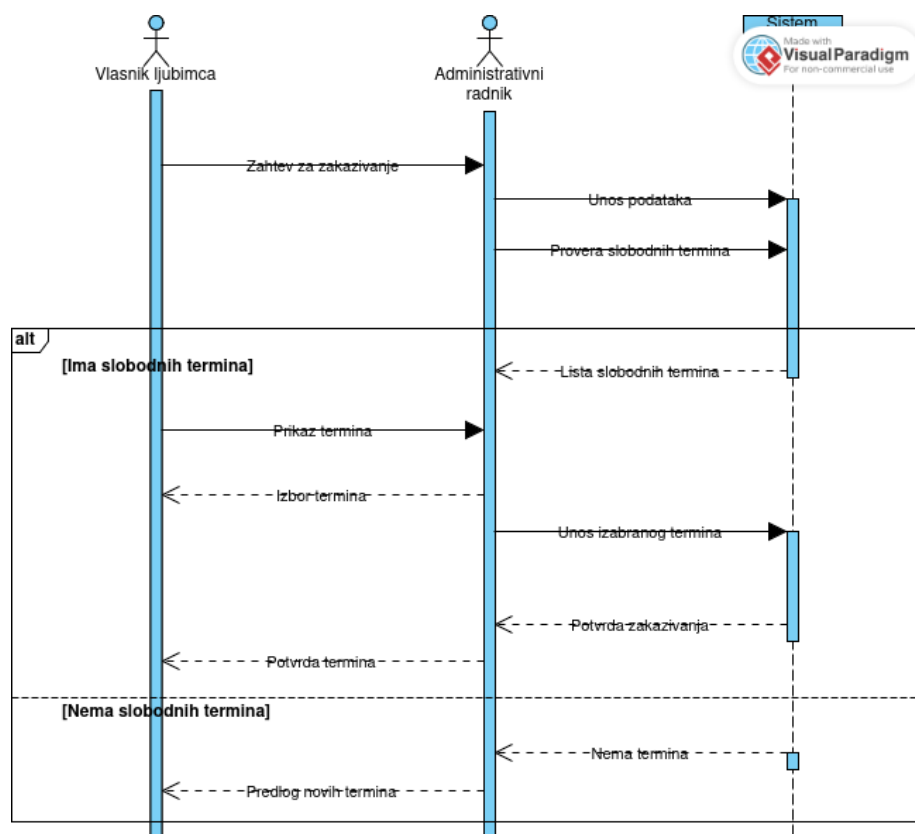 Sistem
Made with
VisualParadigm
For non-commercial use
Vlasnik ljubimca
Administrativni
radnik
Zahtev za zakazivanje
Unos podataka
Provera slobodnih termina
alt
[Ima slobodnih termina]
Lista slobodnih termina
Prikaz termina
Izbor termina
Unos izabranog termina
Potvrda zakazivanja
Potvrda termina
[Nema slobodnih termina]
Nema termina
Predlog novih termina